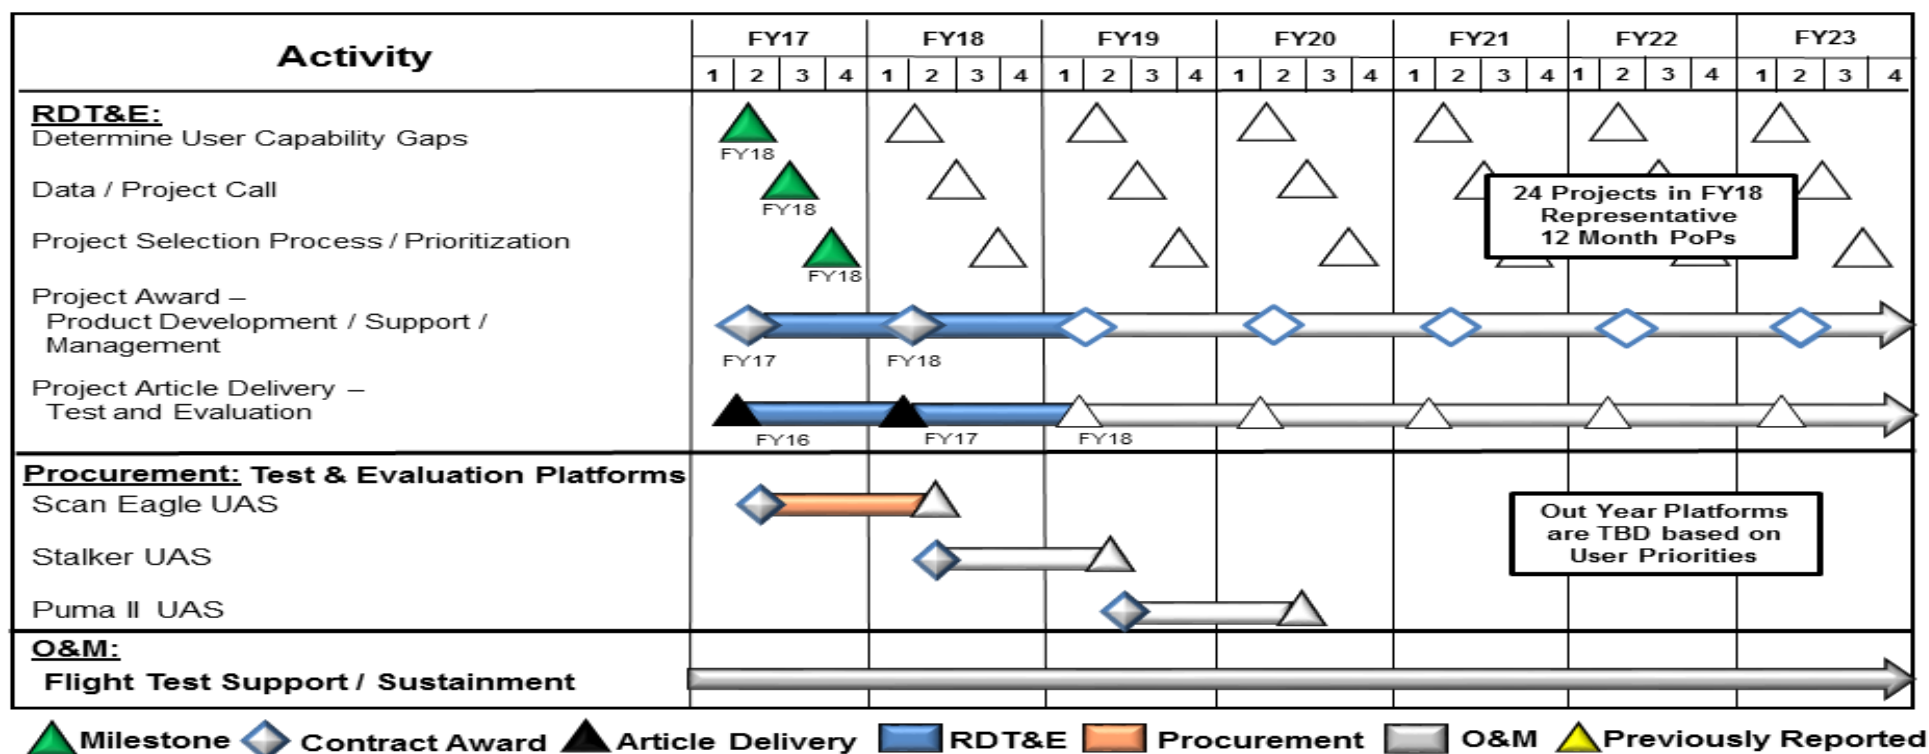 Activity
FY17 FY18 FY19 FY20 FY21 FY22 FY23
1 2 3 4 1 2 3 4 1 2 3 4 1 2 3 4 1 2 3 4 1 2 3 4 1 2 3 4
RDT&E:
Determine User Capability Gaps
FY18
Data / Project Call
FY18
24 Projects in FY18
Representative
12 Month PoPs
Project Selection Process / Prioritization
FY18
Project Award –
Product Development / Support /
Management
FY17 FY18
Project Article Delivery –
Test and Evaluation
FY16 FY17 FY18
Procurement: Test & Evaluation Platforms
Scan Eagle UAS
Out Year Platforms
are TBD based on
User Priorities
Stalker UAS
Puma II UAS
O&M:
Flight Test Support / Sustainment
Milestone Contract Award Article Delivery RDT&E Procurement O&M Previously Reported